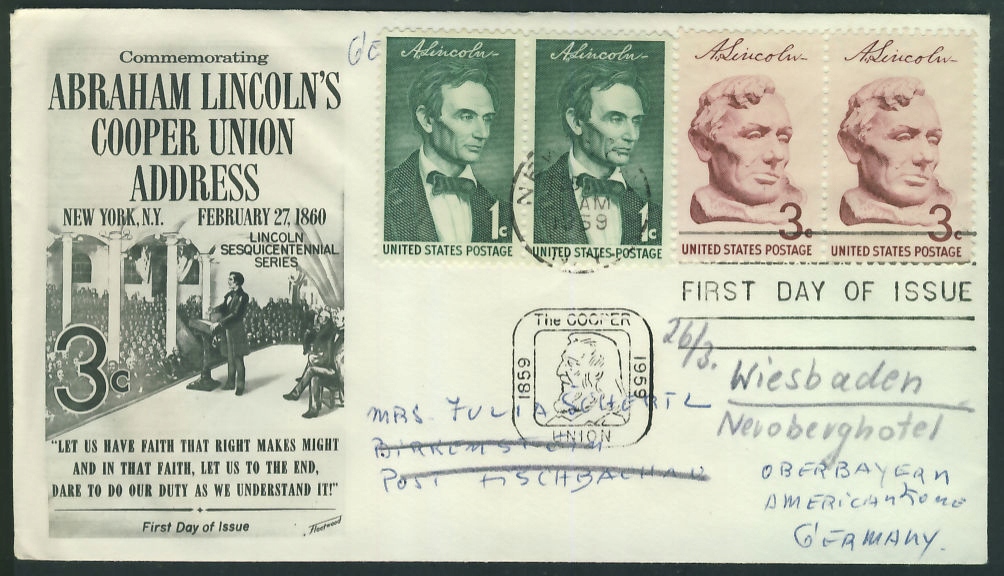 Commemorating
ABRAHAM LINCOLN'S
COOPER UNION
ADDRESS
NEW YORK, N.Y. FEBRUARY 27, 1860
LINCOLN
SESQUICENTENNIAL
SERIES
3c
"LET US HAVE FAITH THAT RIGHT MAKES MIGHT
AND IN THAT FAITH, LET US TO THE END,
DARE TO DO OUR DUTY AS WE UNDERSTAND IT!"
First Day of Issue
Fleetwood
A. Lincoln
1c
UNITED STATES POSTAGE
A. Lincoln
1c
UNITED STATES POSTAGE
A. Lincoln
3c
UNITED STATES POSTAGE
A. Lincoln
3c
UNITED STATES POSTAGE
AM
FIRST DAY OF ISSUE
The COOPER
1859
1959
UNION
26/3.
Wiesbaden
Neroberghotel
MRS. JULIA
POST FISCHBACHAU
OBERBAYERN
AMERICAN ZONE
GERMANY.